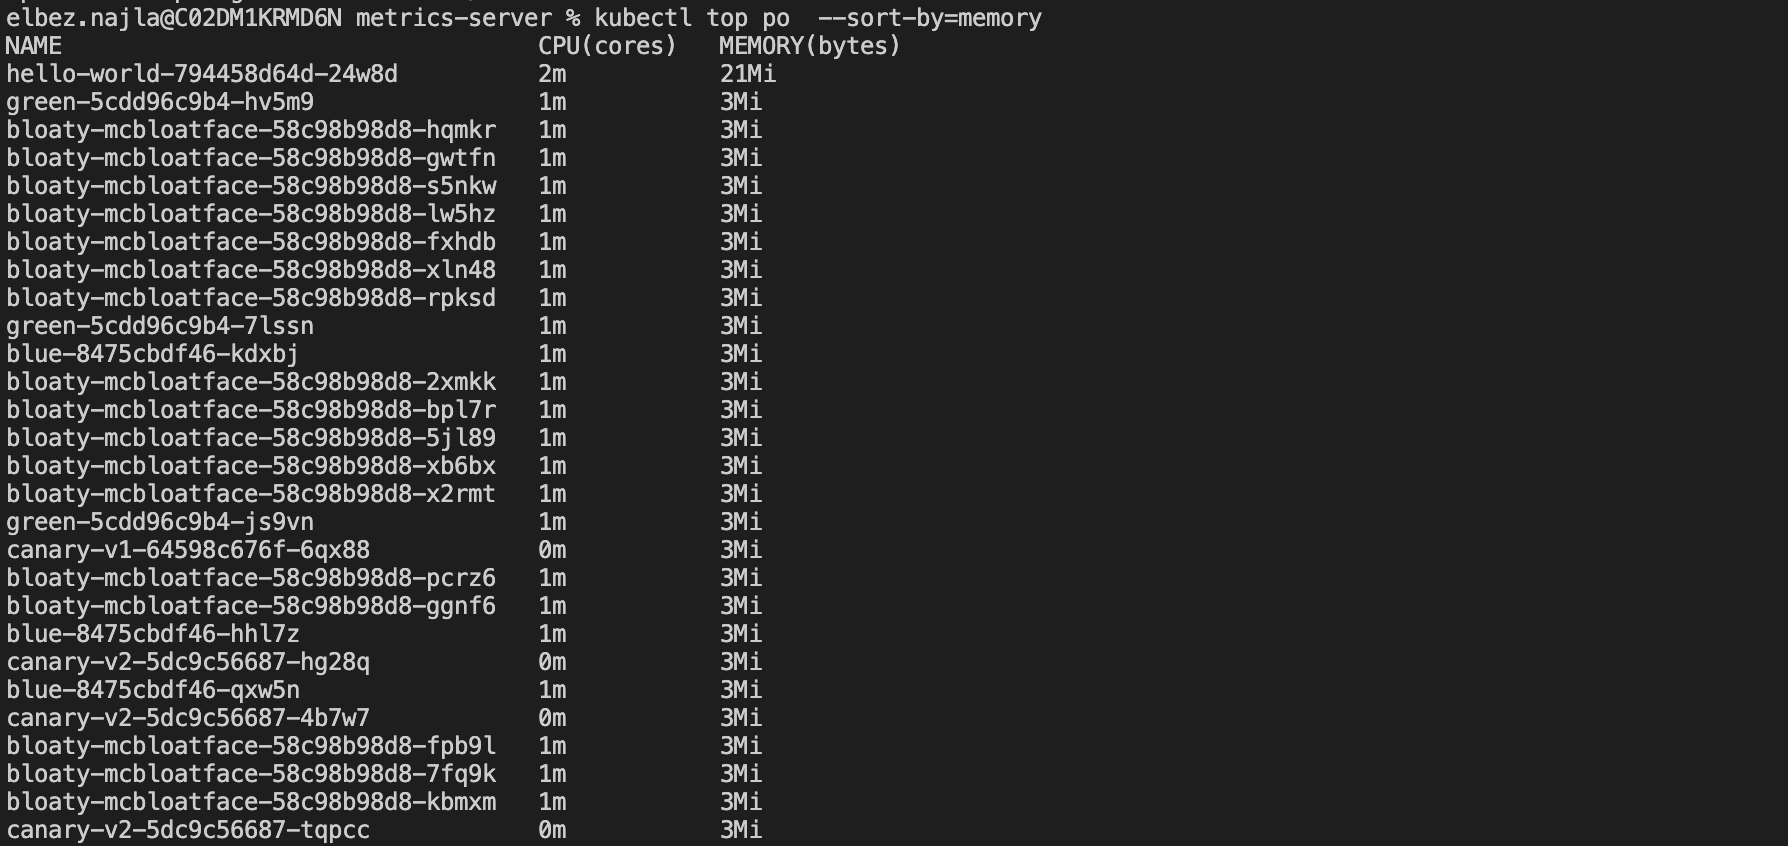 elbez.najla@C02DM1KRMD6N metrics-server % kubectl top po  --sort-by=memory
NAME                               CPU(cores)   MEMORY(bytes)
hello-world-794458d64d-24w8d          2m           21Mi
green-5cdd96c9b4-hv5m9                1m           3Mi
bloaty-mcbloatface-58c98b98d8-hqmkr   1m           3Mi
bloaty-mcbloatface-58c98b98d8-gwtfn   1m           3Mi
bloaty-mcbloatface-58c98b98d8-s5nkw   1m           3Mi
bloaty-mcbloatface-58c98b98d8-lw5hz   1m           3Mi
bloaty-mcbloatface-58c98b98d8-fxhdb   1m           3Mi
bloaty-mcbloatface-58c98b98d8-xln48   1m           3Mi
bloaty-mcbloatface-58c98b98d8-rpksd   1m           3Mi
green-5cdd96c9b4-7lssn                1m           3Mi
blue-8475cbdf46-kdxbj                 1m           3Mi
bloaty-mcbloatface-58c98b98d8-2xmkk   1m           3Mi
bloaty-mcbloatface-58c98b98d8-bpl7r   1m           3Mi
bloaty-mcbloatface-58c98b98d8-5jl89   1m           3Mi
bloaty-mcbloatface-58c98b98d8-xb6bx   1m           3Mi
bloaty-mcbloatface-58c98b98d8-x2rmt   1m           3Mi
green-5cdd96c9b4-js9vn                1m           3Mi
canary-v1-64598c676f-6qx88            0m           3Mi
bloaty-mcbloatface-58c98b98d8-pcrz6   1m           3Mi
bloaty-mcbloatface-58c98b98d8-ggnf6   1m           3Mi
blue-8475cbdf46-hhl7z                 1m           3Mi
canary-v2-5dc9c56687-hg28q            0m           3Mi
blue-8475cbdf46-qxw5n                 1m           3Mi
canary-v2-5dc9c56687-4b7w7            0m           3Mi
bloaty-mcbloatface-58c98b98d8-fpb9l   1m           3Mi
bloaty-mcbloatface-58c98b98d8-7fq9k   1m           3Mi
bloaty-mcbloatface-58c98b98d8-kbmxm   1m           3Mi
canary-v2-5dc9c56687-tqpcc            0m           3Mi